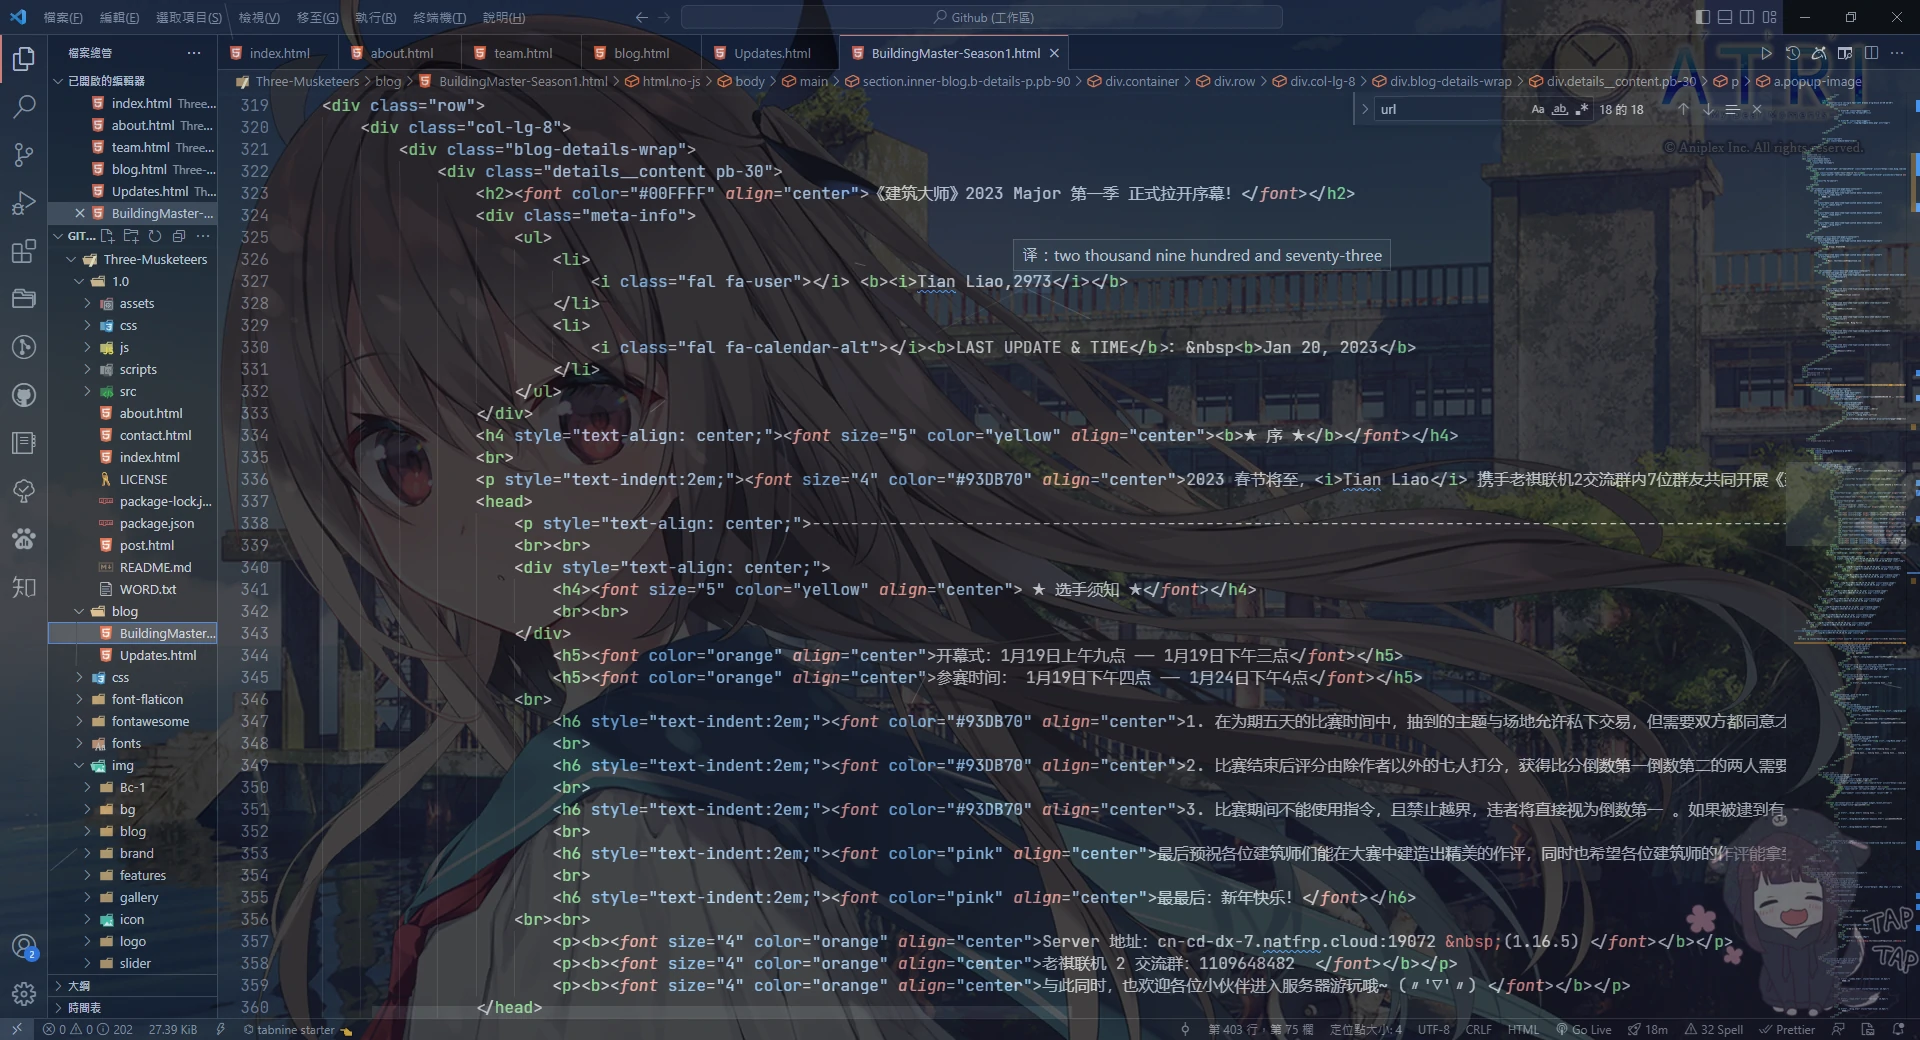 檔案(F) 編輯(E) 選取項目(S) 檢視(V) 移至(G) 執行(R) 終端機(T) 說明(H) Github (工作區)
檔案總管 index.html about.html team.html blog.html Updates.html BuildingMaster-Season1.html
已開啟的編輯器
Three-Musketeers > blog > BuildingMaster-Season1.html > html.no-js > body > main > section.inner-blog.b-details-p.pb-90 > div.container > div.row > div.col-lg-8 > div.blog-details-wrap > div.details__content.pb-30 > p > a.popup-image
url Aa ab 18 的 18
ATRI
© Aniplex Inc. All rights reserved.
index.html Three...
about.html Thre...
team.html Three...
blog.html Three-...
Updates.html Th...
BuildingMaster-...
GIT...
Three-Musketeers
1.0
assets
css
js
scripts
src
about.html
contact.html
index.html
LICENSE
package-lock.j...
package.json
post.html
README.md
WORD.txt
blog
BuildingMaster...
Updates.html
css
font-flaticon
fontawesome
fonts
img
Bc-1
bg
blog
brand
features
gallery
icon
logo
slider
大綱
時間表
319 <div class="row">
320 <div class="col-lg-8">
321 <div class="blog-details-wrap">
322 <div class="details__content pb-30">
323 <h2><font color="#00FFFF" align="center">《建筑大师》2023 Major 第一季 正式拉开序幕! </font></h2>
324 <div class="meta-info">
325 <ul>
326 <li>
译：two thousand nine hundred and seventy-three
327 <i class="fal fa-user"></i> <b><i>Tian Liao,2973</i></b>
328 </li>
329 <li>
330 <i class="fal fa-calendar-alt"></i><b>LAST UPDATE & TIME</b>: &nbsp<b>Jan 20, 2023</b>
331 </li>
332 </ul>
333 </div>
334 <h4 style="text-align: center;"><font size="5" color="yellow" align="center"><b>★ 序 ★</b></font></h4>
335 <br>
336 <p style="text-indent:2em;"><font size="4" color="#93DB70" align="center">2023 春节将至，<i>Tian Liao</i> 携手老祺联机2交流群内7位群友共同开展《
337 <head>
338 <p style="text-align: center;">------------------------------------------------------------------------------------------------------
339 <br><br>
340 <div style="text-align: center;">
341 <h4><font size="5" color="yellow" align="center"> ★ 选手须知 ★</font></h4>
342 <br><br>
343 </div>
344 <h5><font color="orange" align="center">开幕式：1月19日上午九点 —— 1月19日下午三点</font></h5>
345 <h5><font color="orange" align="center">参赛时间： 1月19日下午四点 —— 1月24日下午4点</font></h5>
346 <br>
347 <h6 style="text-indent:2em;"><font color="#93DB70" align="center">1. 在为期五天的比赛时间中，抽到的主题与场地允许私下交易，但需要双方都同意才
348 <br>
349 <h6 style="text-indent:2em;"><font color="#93DB70" align="center">2. 比赛结束后评分由除作者以外的七人打分，获得比分倒数第一倒数第二的两人需要
350 <br>
351 <h6 style="text-indent:2em;"><font color="#93DB70" align="center">3. 比赛期间不能使用指令，且禁止越界，违者将直接视为倒数第一 。如果被逮到有
352 <br>
353 <h6 style="text-indent:2em;"><font color="pink" align="center">最后预祝各位建筑师们能在大赛中建造出精美的作评，同时也希望各位建筑师的作评能拿
354 <br>
355 <h6 style="text-indent:2em;"><font color="pink" align="center">最最后：新年快乐! </font></h6>
356 <br><br>
357 <p><b><font size="4" color="orange" align="center">Server 地址：cn-cd-dx-7.natfrp.cloud:19072 &nbsp;(1.16.5) </font></b></p>
358 <p><b><font size="4" color="orange" align="center">老祺联机 2 交流群：1109648482 </font></b></p>
359 <p><b><font size="4" color="orange" align="center">与此同时，也欢迎各位小伙伴进入服务器游玩哦~ (〃'▽'〃) </font></b></p>
360 </head>
TAP
TAP
知
2
0 0 202 27.39 KiB tabnine starter 第 403 行，第 75 欄 定位點大小: 4 UTF-8 CRLF HTML Go Live 18m 32 Spell Prettier